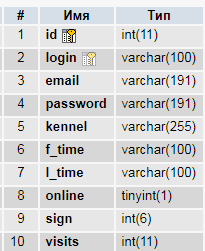 # Имя Тип
1 id int(11)
2 login varchar(100)
3 email varchar(191)
4 password varchar(191)
5 kennel varchar(255)
6 f_time varchar(100)
7 l_time varchar(100)
8 online tinyint(1)
9 sign int(6)
10 visits int(11)